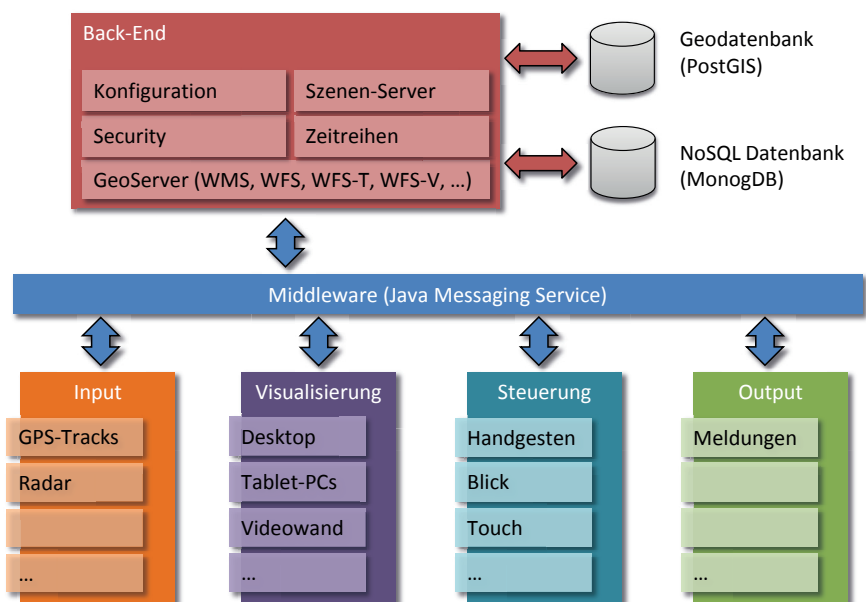 Back-End
Konfiguration
Szenen-Server
Security
Zeitreihen
GeoServer (WMS, WFS, WFS-T, WFS-V, ...)
Geodatenbank
(PostGIS)
NoSQL Datenbank
(MonogDB)
Middleware (Java Messaging Service)
Input
GPS-Tracks
Radar
...
Visualisierung
Desktop
Tablet-PCs
Videowand
...
Steuerung
Handgesten
Blick
Touch
...
Output
Meldungen
...